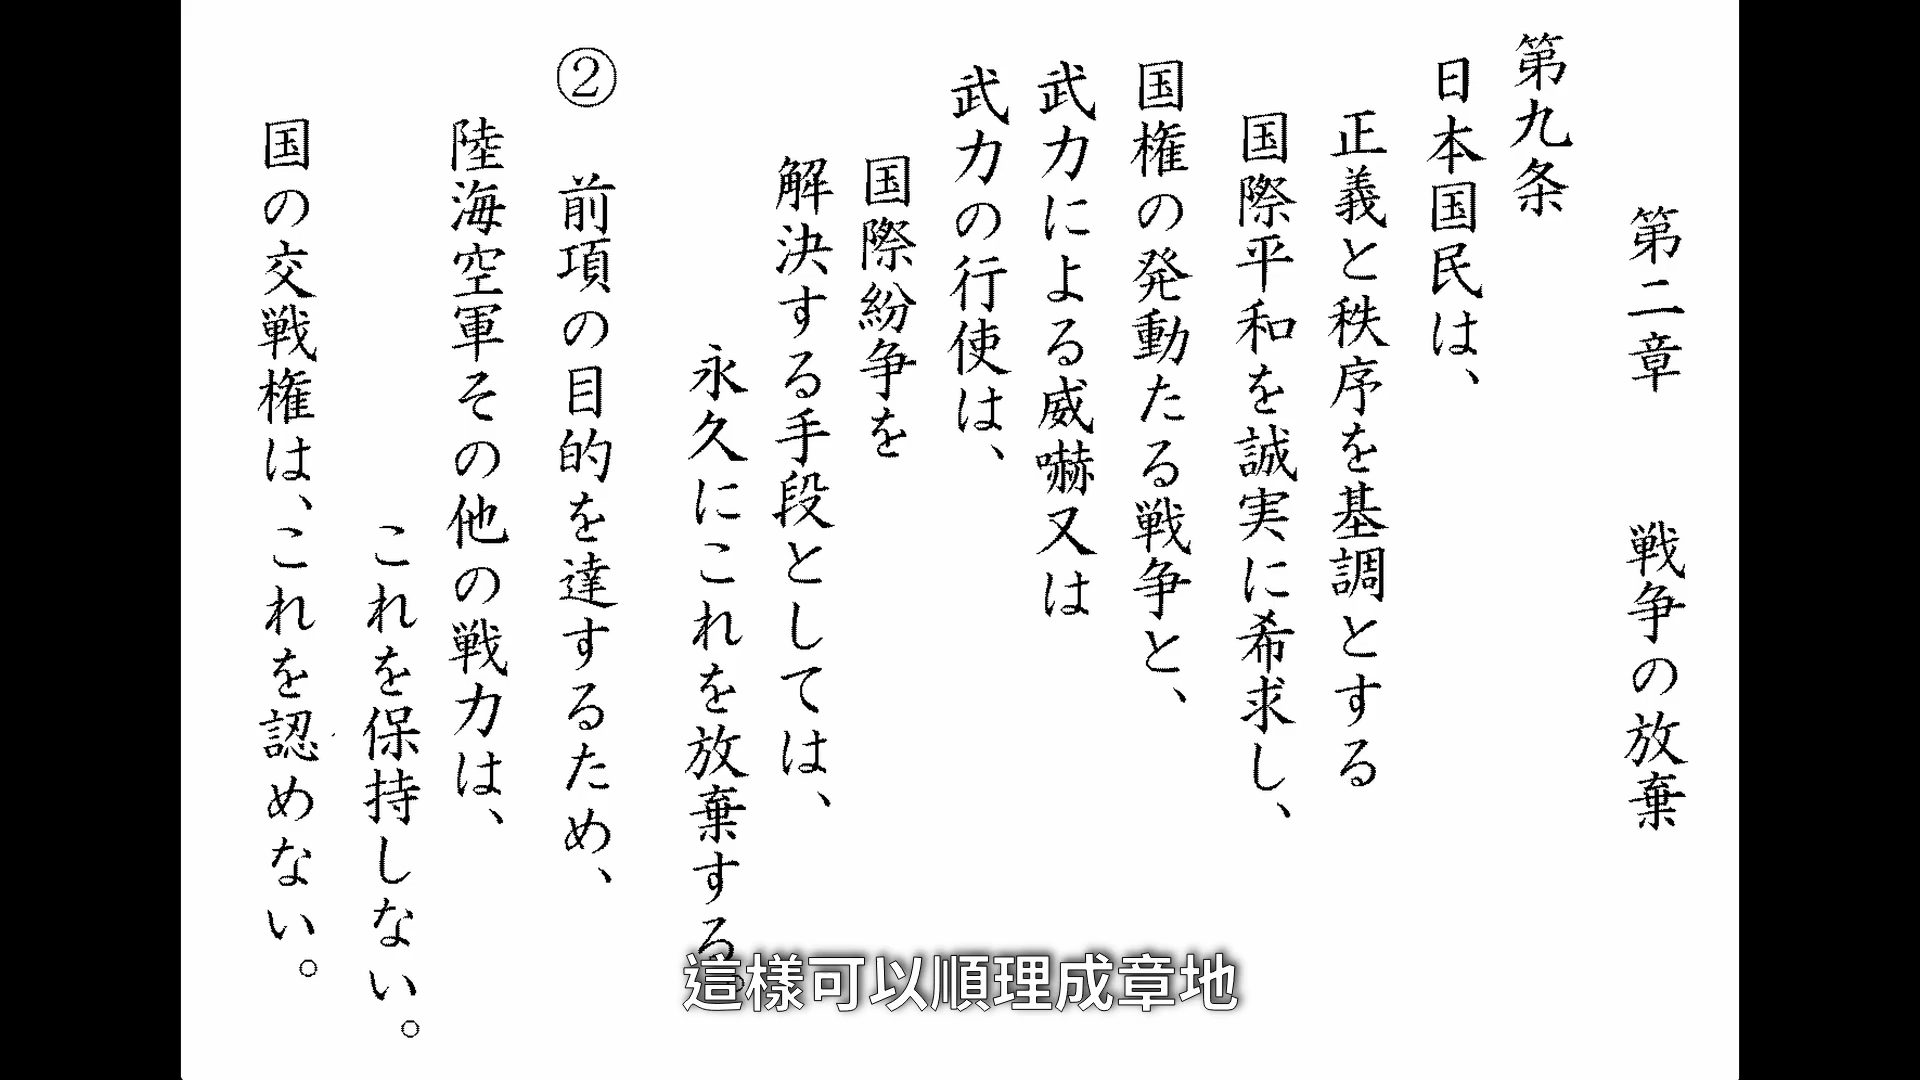 第二章　戦争の放棄
第九条
日本国民は、
正義と秩序を基調とする
国際平和を誠実に希求し、
国権の発動たる戦争と、
武力による威嚇又は
武力の行使は、
国際紛争を
解決する手段としては、
永久にこれを放棄する。
②　前項の目的を達するため、
陸海空軍その他の戦力は、
これを保持しない。
国の交戦権は、これを認めない。
這樣可以順理成章地